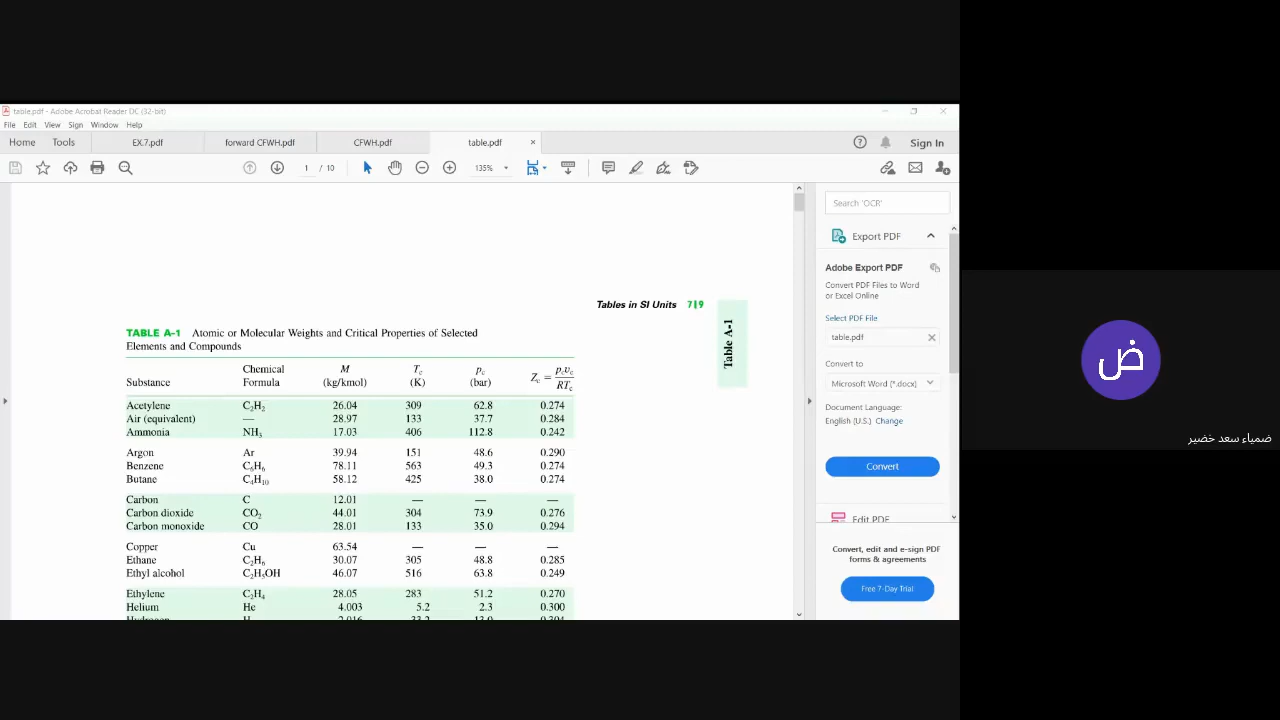 table.pdf - Adobe Acrobat Reader DC (32-bit)
File Edit View Sign Window Help
Home Tools EX.7.pdf forward CFWH.pdf CFWH.pdf table.pdf × Sign In
1 / 10 135%
Search 'OCR'
Export PDF
Adobe Export PDF
Convert PDF Files to Word
or Excel Online
Select PDF File
table.pdf
Convert to
Microsoft Word (*.docx)
Document Language:
English (U.S.) Change
Convert
Edit PDF
Convert, edit and e-sign PDF
forms & agreements
Free 7-Day Trial
Tables in SI Units 719
Table A-1
TABLE A-1 Atomic or Molecular Weights and Critical Properties of Selected
Elements and Compounds
Substance Chemical Formula M (kg/kmol) Tc (K) pc (bar) Zc = pcvc / RTc
Acetylene C₂H₂ 26.04 309 62.8 0.274
Air (equivalent) — 28.97 133 37.7 0.284
Ammonia NH₃ 17.03 406 112.8 0.242
Argon Ar 39.94 151 48.6 0.290
Benzene C₆H₆ 78.11 563 49.3 0.274
Butane C₄H₁₀ 58.12 425 38.0 0.274
Carbon C 12.01 — — —
Carbon dioxide CO₂ 44.01 304 73.9 0.276
Carbon monoxide CO 28.01 133 35.0 0.294
Copper Cu 63.54 — — —
Ethane C₂H₆ 30.07 305 48.8 0.285
Ethyl alcohol C₂H₅OH 46.07 516 63.8 0.249
Ethylene C₂H₄ 28.05 283 51.2 0.270
Helium He 4.003 5.2 2.3 0.300
ض
ضمياء سعد خضير